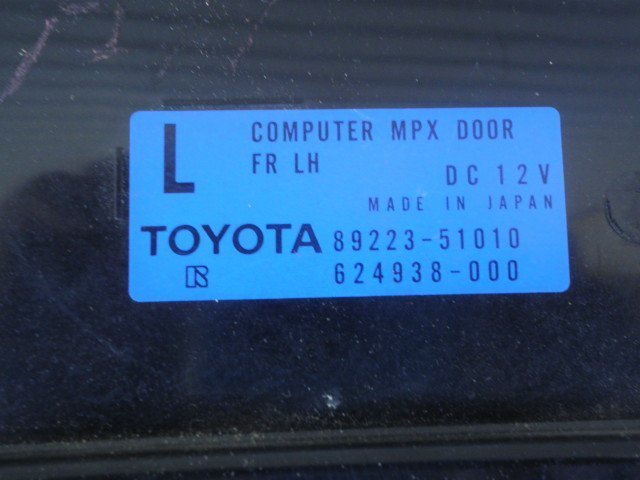 L
COMPUTER MPX DOOR
FR LH
DC 12V
MADE IN JAPAN
TOYOTA 89223-51010
624938-000